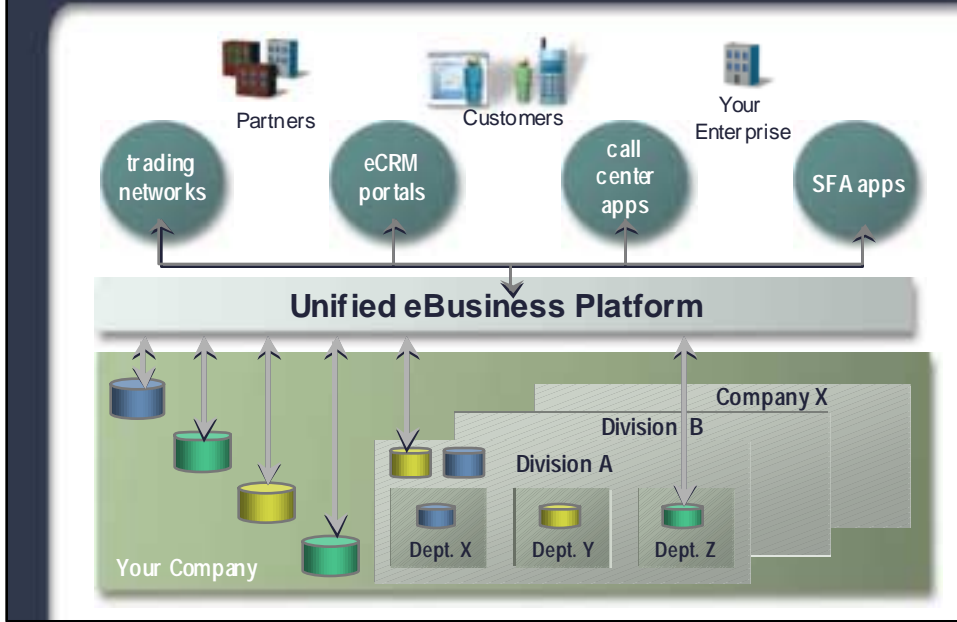 Partners
Customers
Your
Enterprise
trading
networks
eCRM
portals
call
center
apps
SFA apps
Unified eBusiness Platform
Company X
Division B
Division A
Dept. X
Dept. Y
Dept. Z
Your Company